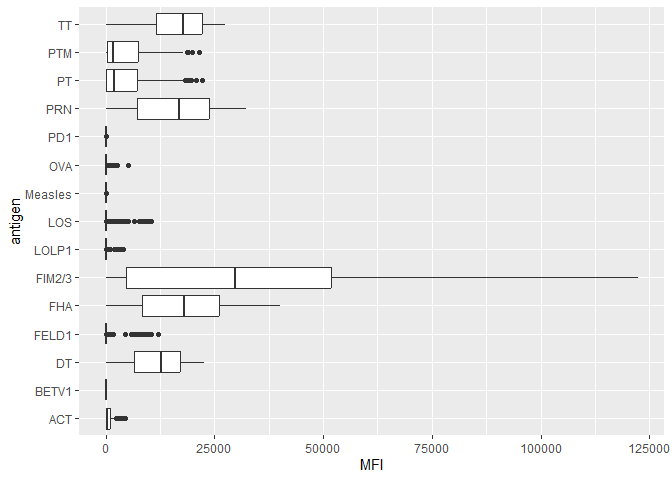 TT
PTM
PT
PRN
PD1
OVA
Measles
LOS
LOLP1
FIM2/3
FHA
FELD1
DT
BETV1
ACT
antigen
0
25000
50000
75000
100000
125000
MFI